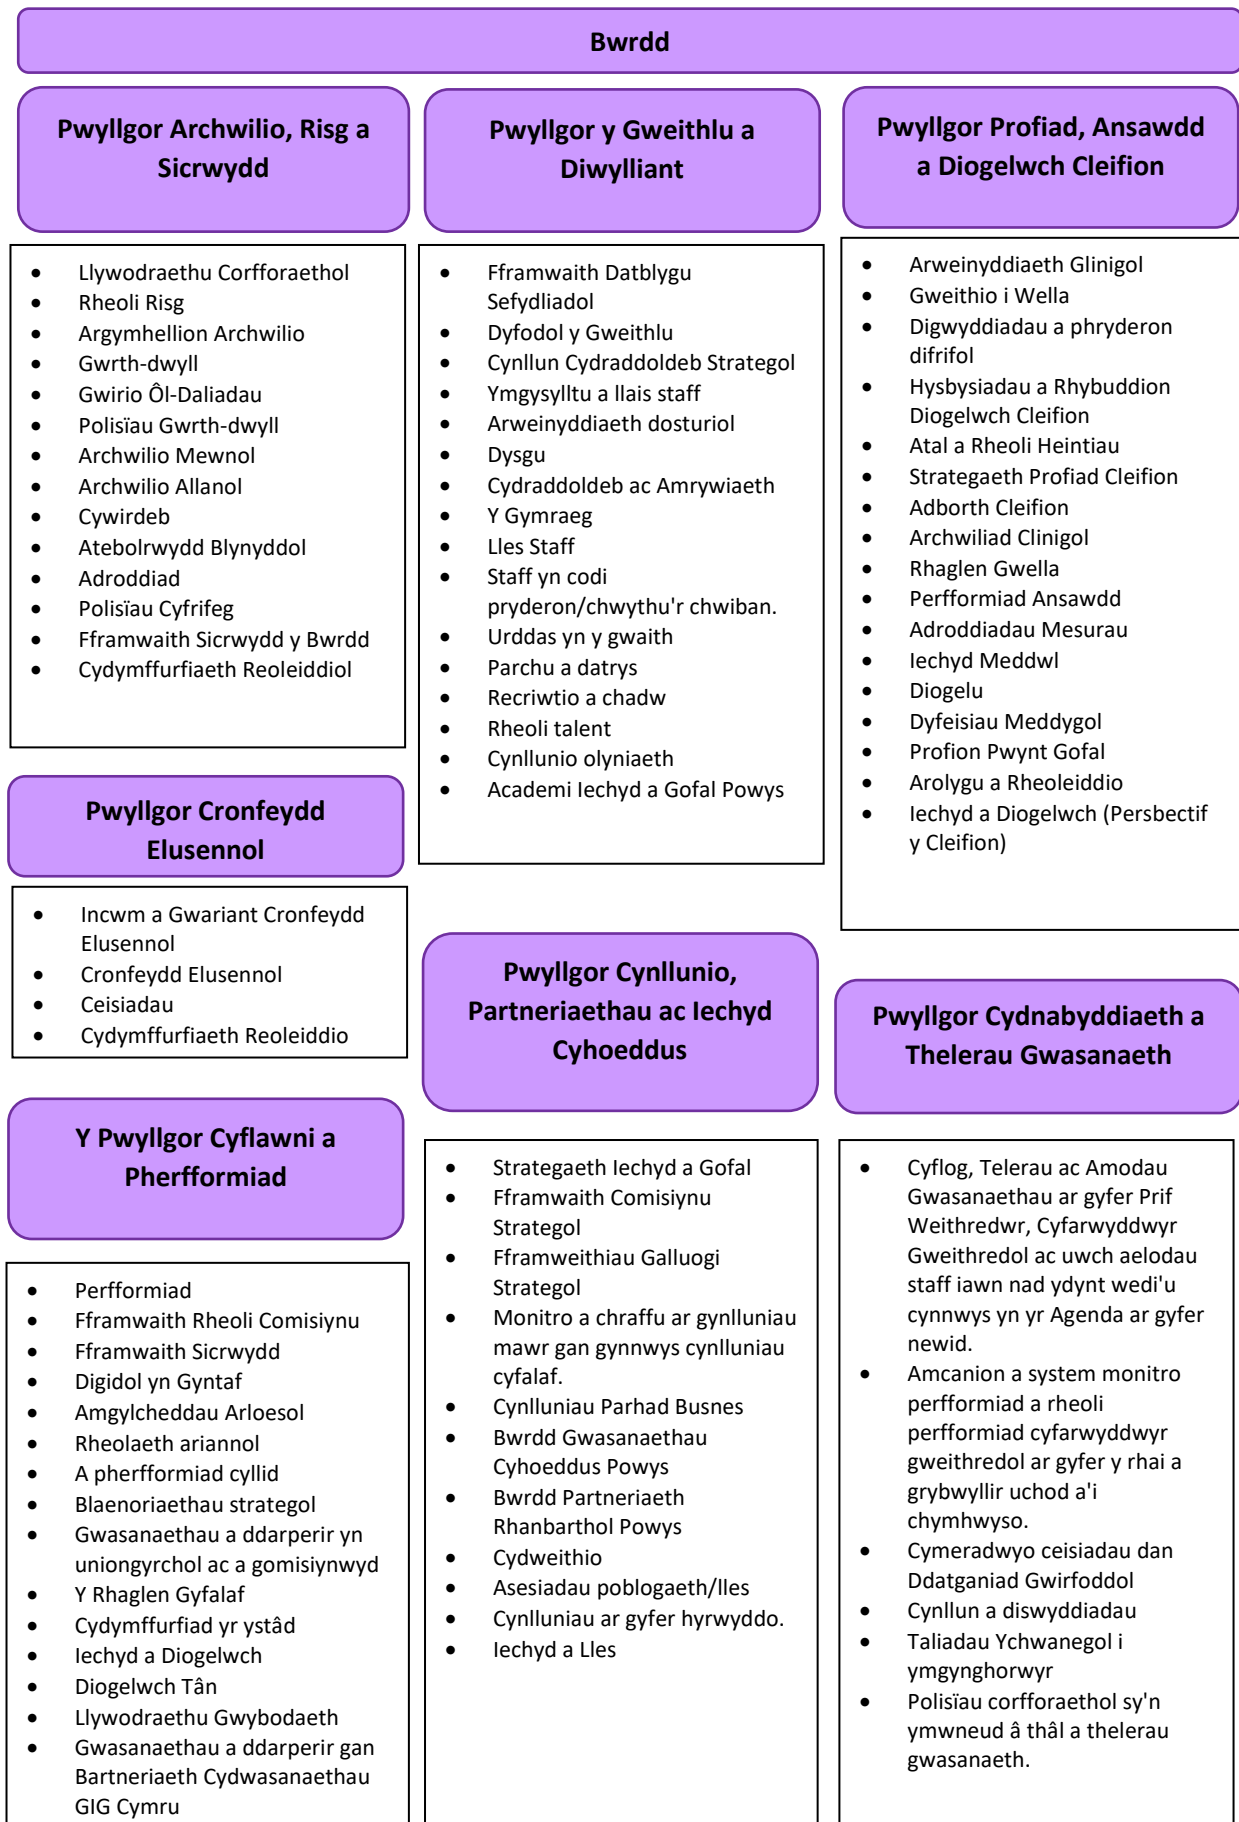 Bwrdd
Pwyllgor Archwilio, Risg a
Sicrwydd
• Llywodraethu Corfforaethol
• Rheoli Risg
• Argymhellion Archwilio
• Gwrth-dwyll
• Gwirio Ôl-Daliadau
• Polisïau Gwrth-dwyll
• Archwilio Mewnol
• Archwilio Allanol
• Cywirdeb
• Atebolrwydd Blynyddol
• Adroddiad
• Polisïau Cyfrifeg
• Fframwaith Sicrwydd y Bwrdd
• Cydymffurfiaeth Reoleiddiol
Pwyllgor Cronfeydd
Elusennol
• Incwm a Gwariant Cronfeydd
Elusennol
• Cronfeydd Elusennol
• Ceisiadau
• Cydymffurfiaeth Reoleiddio
Y Pwyllgor Cyflawni a
Pherfformiad
• Perfformiad
• Fframwaith Rheoli Comisiynu
• Fframwaith Sicrwydd
• Digidol yn Gyntaf
• Amgylcheddau Arloesol
• Rheolaeth ariannol
• A pherfformiad cyllid
• Blaenoriaethau strategol
• Gwasanaethau a ddarperir yn
uniongyrchol ac a gomisiynwyd
• Y Rhaglen Gyfalaf
• Cydymffurfiad yr ystâd
• Iechyd a Diogelwch
• Diogelwch Tân
• Llywodraethu Gwybodaeth
• Gwasanaethau a ddarperir gan
Bartneriaeth Cydwasanaethau
GIG Cymru
Pwyllgor y Gweithlu a
Diwylliant
• Fframwaith Datblygu
Sefydliadol
• Dyfodol y Gweithlu
• Cynllun Cydraddoldeb Strategol
• Ymgysylltu a llais staff
• Arweinyddiaeth dosturiol
• Dysgu
• Cydraddoldeb ac Amrywiaeth
• Y Gymraeg
• Lles Staff
• Staff yn codi
pryderon/chwythu'r chwiban.
• Urddas yn y gwaith
• Parchu a datrys
• Recriwtio a chadw
• Rheoli talent
• Cynllunio olyniaeth
• Academi Iechyd a Gofal Powys
Pwyllgor Cynllunio,
Partneriaethau ac Iechyd
Cyhoeddus
• Strategaeth Iechyd a Gofal
• Fframwaith Comisiynu
Strategol
• Fframweithiau Galluogi
Strategol
• Monitro a chraffu ar gynlluniau
mawr gan gynnwys cynlluniau
cyfalaf.
• Cynlluniau Parhad Busnes
• Bwrdd Gwasanaethau
Cyhoeddus Powys
• Bwrdd Partneriaeth
Rhanbarthol Powys
• Cydweithio
• Asesiadau poblogaeth/lles
• Cynlluniau ar gyfer hyrwyddo.
• Iechyd a Lles
Pwyllgor Profiad, Ansawdd
a Diogelwch Cleifion
• Arweinyddiaeth Glinigol
• Gweithio i Wella
• Digwyddiadau a phryderon
difrifol
• Hysbysiadau a Rhybuddion
Diogelwch Cleifion
• Atal a Rheoli Heintiau
• Strategaeth Profiad Cleifion
• Adborth Cleifion
• Archwiliad Clinigol
• Rhaglen Gwella
• Perfformiad Ansawdd
• Adroddiadau Mesurau
• Iechyd Meddwl
• Diogelu
• Dyfeisiau Meddygol
• Profion Pwynt Gofal
• Arolygu a Rheoleiddio
• Iechyd a Diogelwch (Persbectif
y Cleifion)
Pwyllgor Cydnabyddiaeth a
Thelerau Gwasanaeth
• Cyflog, Telerau ac Amodau
Gwasanaethau ar gyfer Prif
Weithredwr, Cyfarwyddwyr
Gweithredol ac uwch aelodau
staff iawn nad ydynt wedi'u
cynnwys yn yr Agenda ar gyfer
newid.
• Amcanion a system monitro
perfformiad a rheoli
perfformiad cyfarwyddwyr
gweithredol ar gyfer y rhai a
grybwyllir uchod a'i
chymhwyso.
• Cymeradwyo ceisiadau dan
Ddatganiad Gwirfoddol
• Cynllun a diswyddiadau
• Taliadau Ychwanegol i
ymgynghorwyr
• Polisïau corfforaethol sy'n
ymwneud â thâl a thelerau
gwasanaeth.